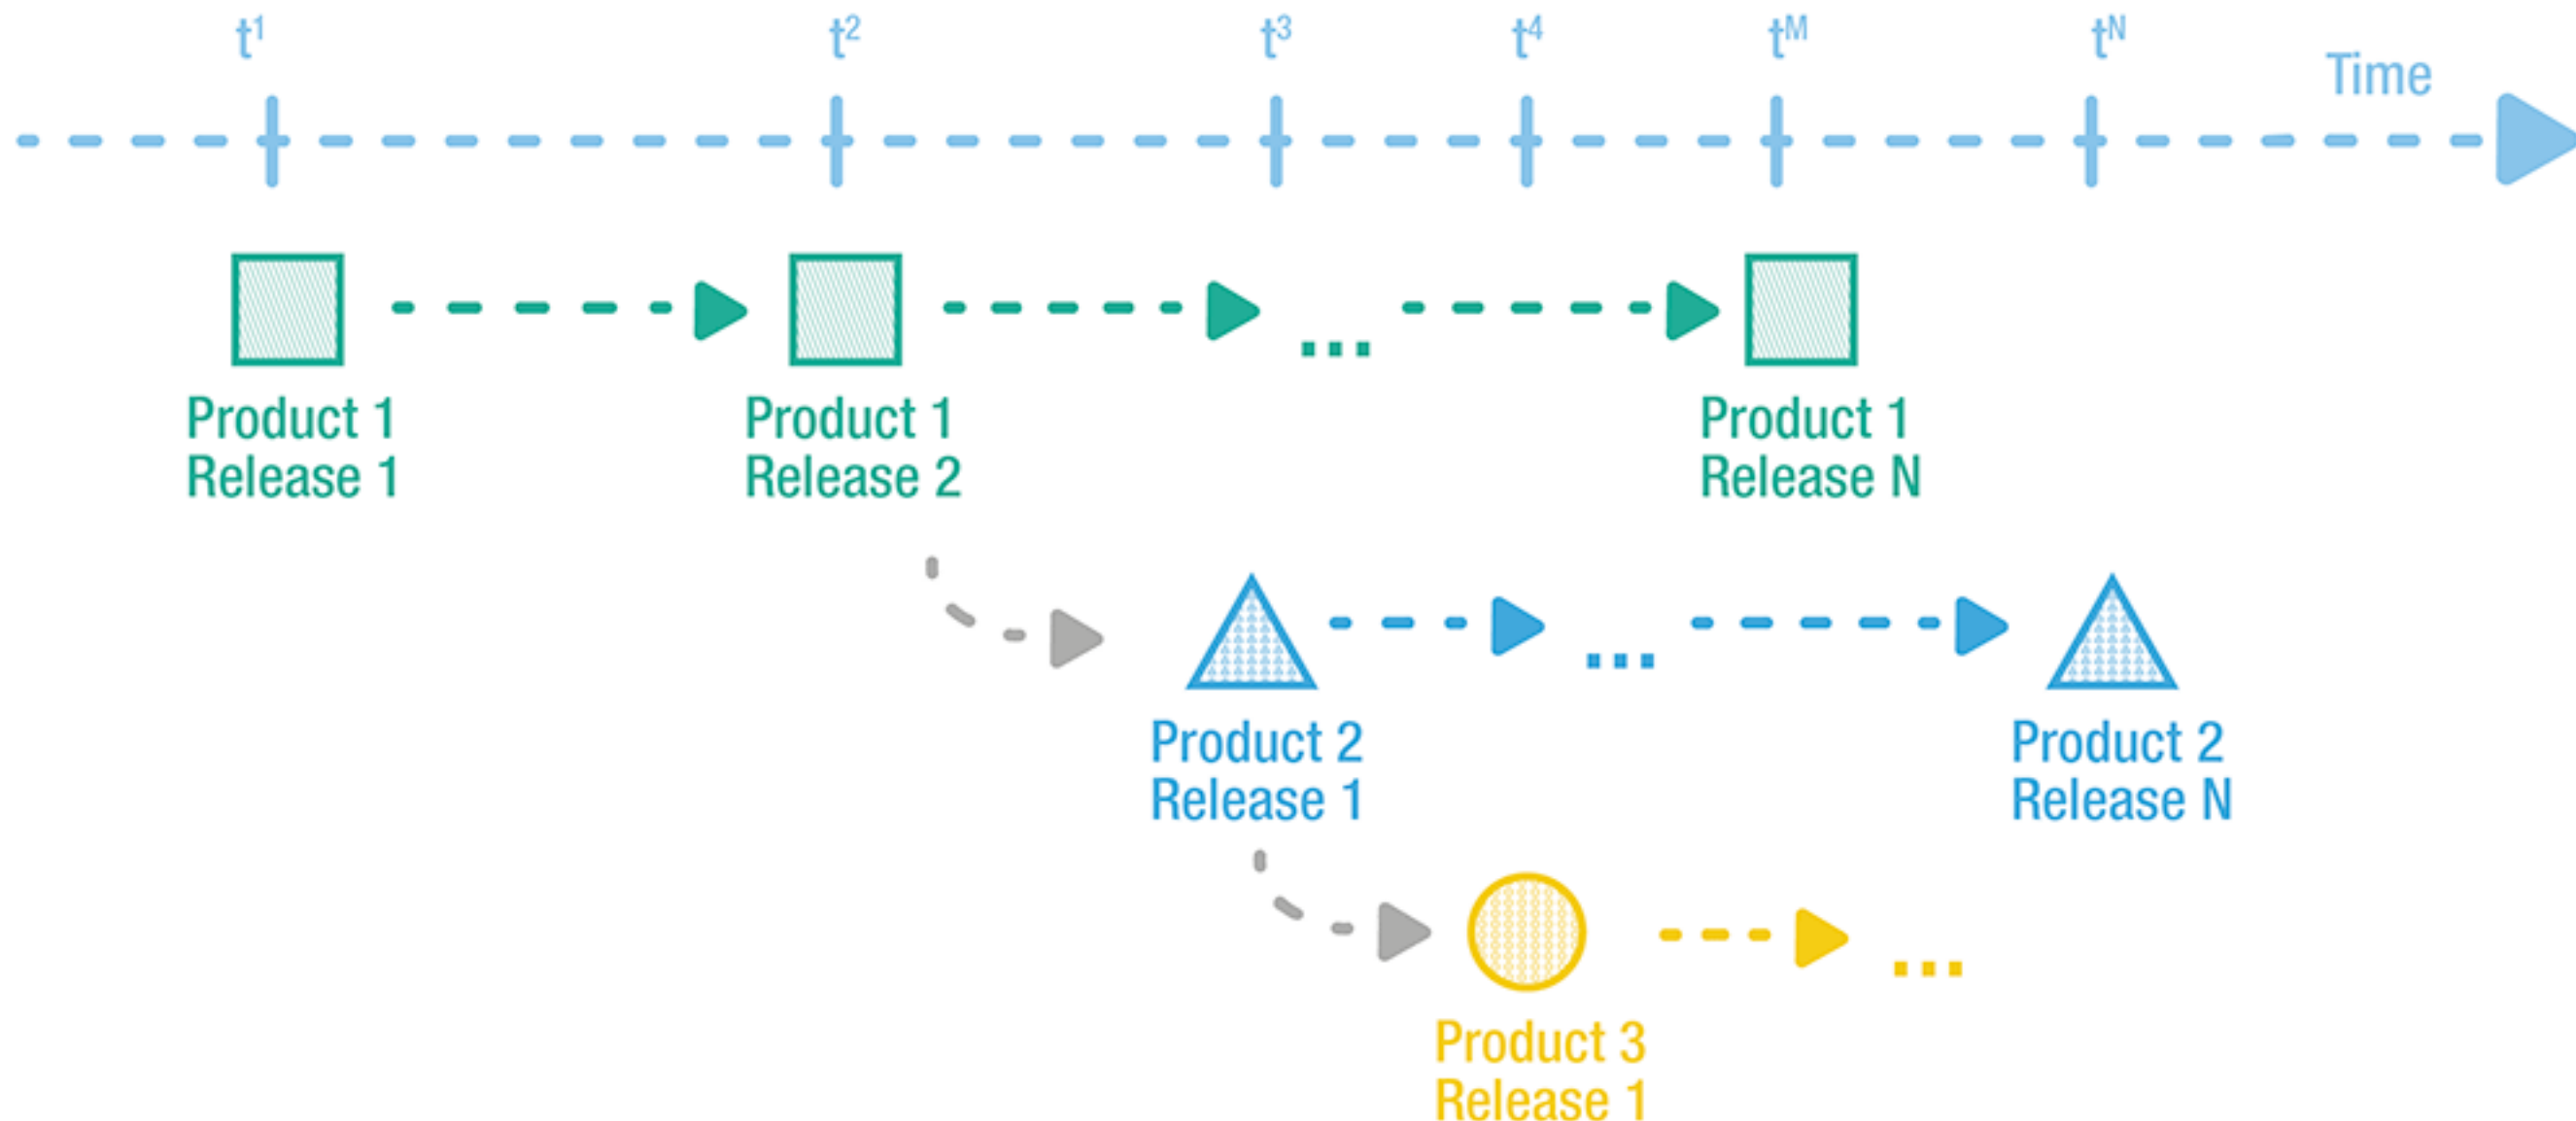 t¹
t²
t³
t⁴
tᴹ
tᴺ
Time
...
Product 1
Release 1
Product 1
Release 2
Product 1
Release N
...
Product 2
Release 1
Product 2
Release N
...
Product 3
Release 1